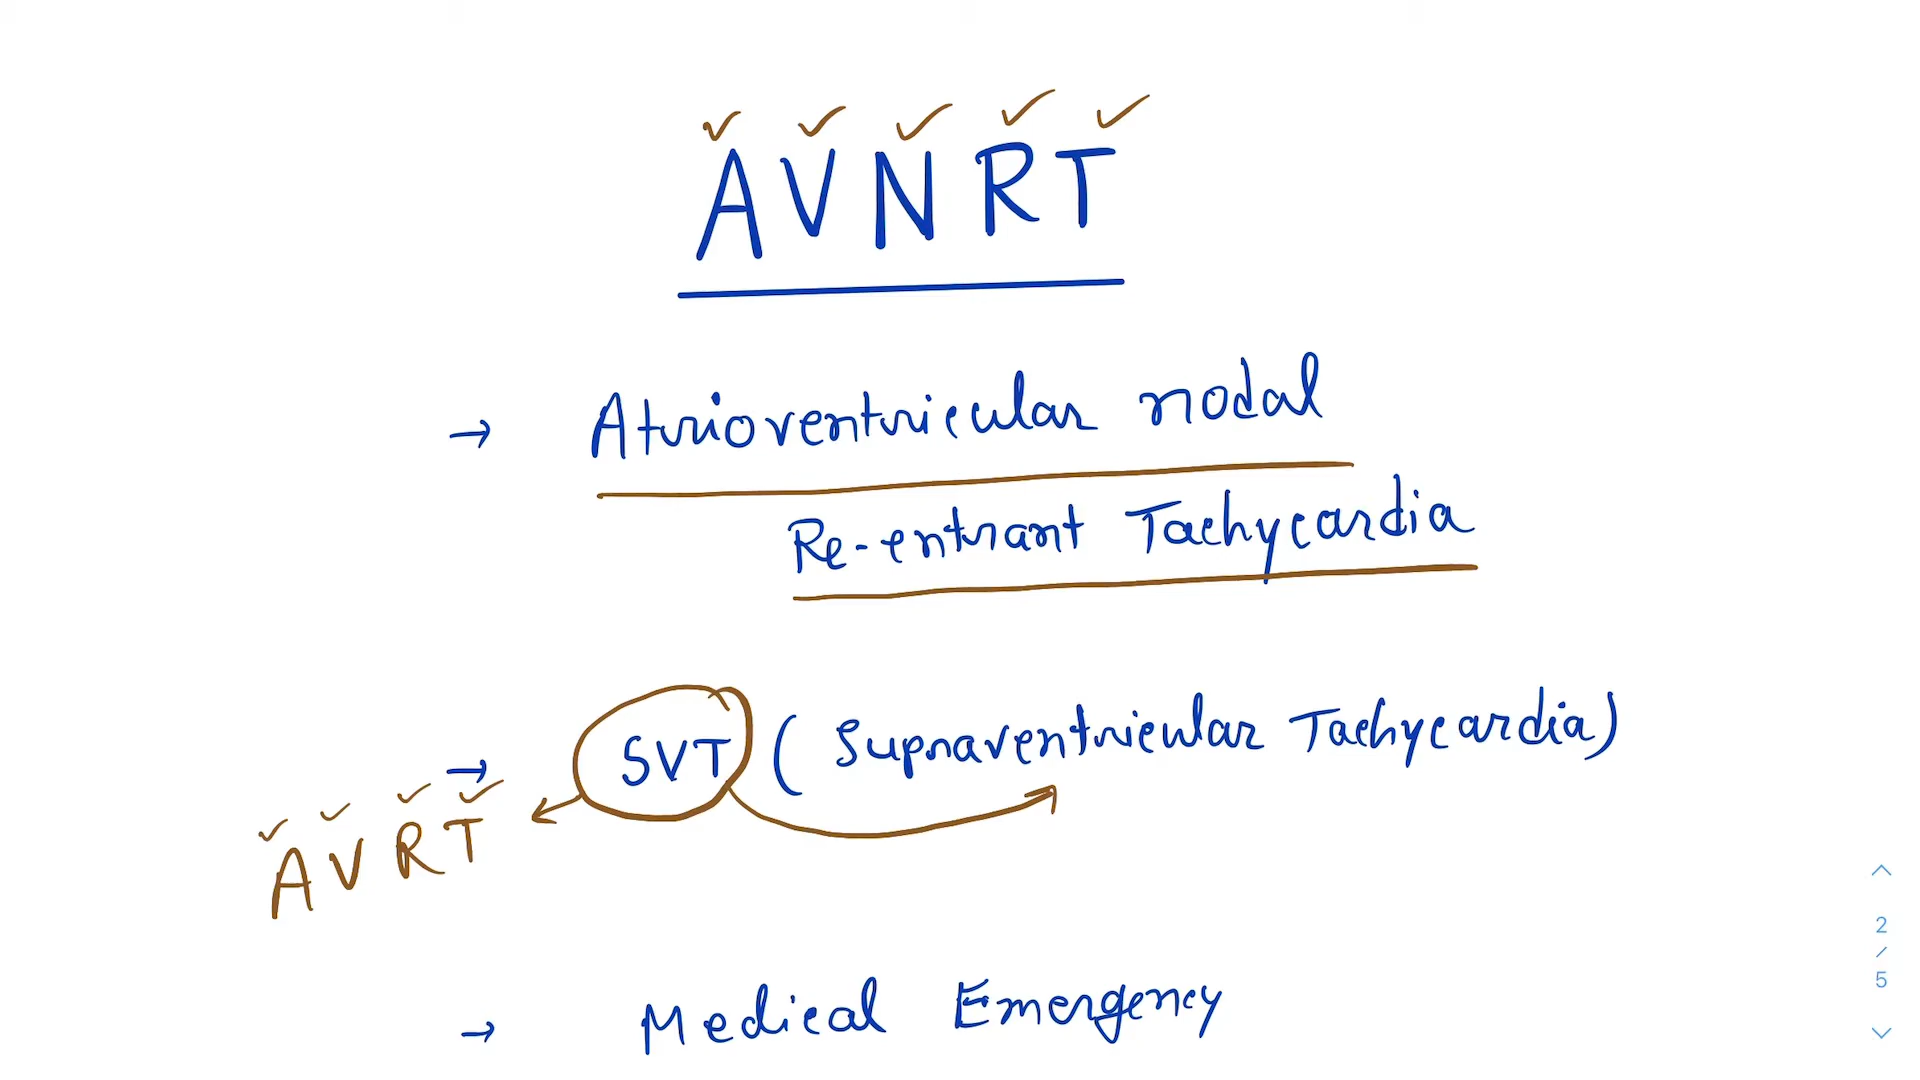 AVNRT
→ Atrioventricular nodal
Re-entrant Tachycardia
→ SVT (Supraventricular Tachycardia)
AVRT
→ Medical Emergency
2
/
5